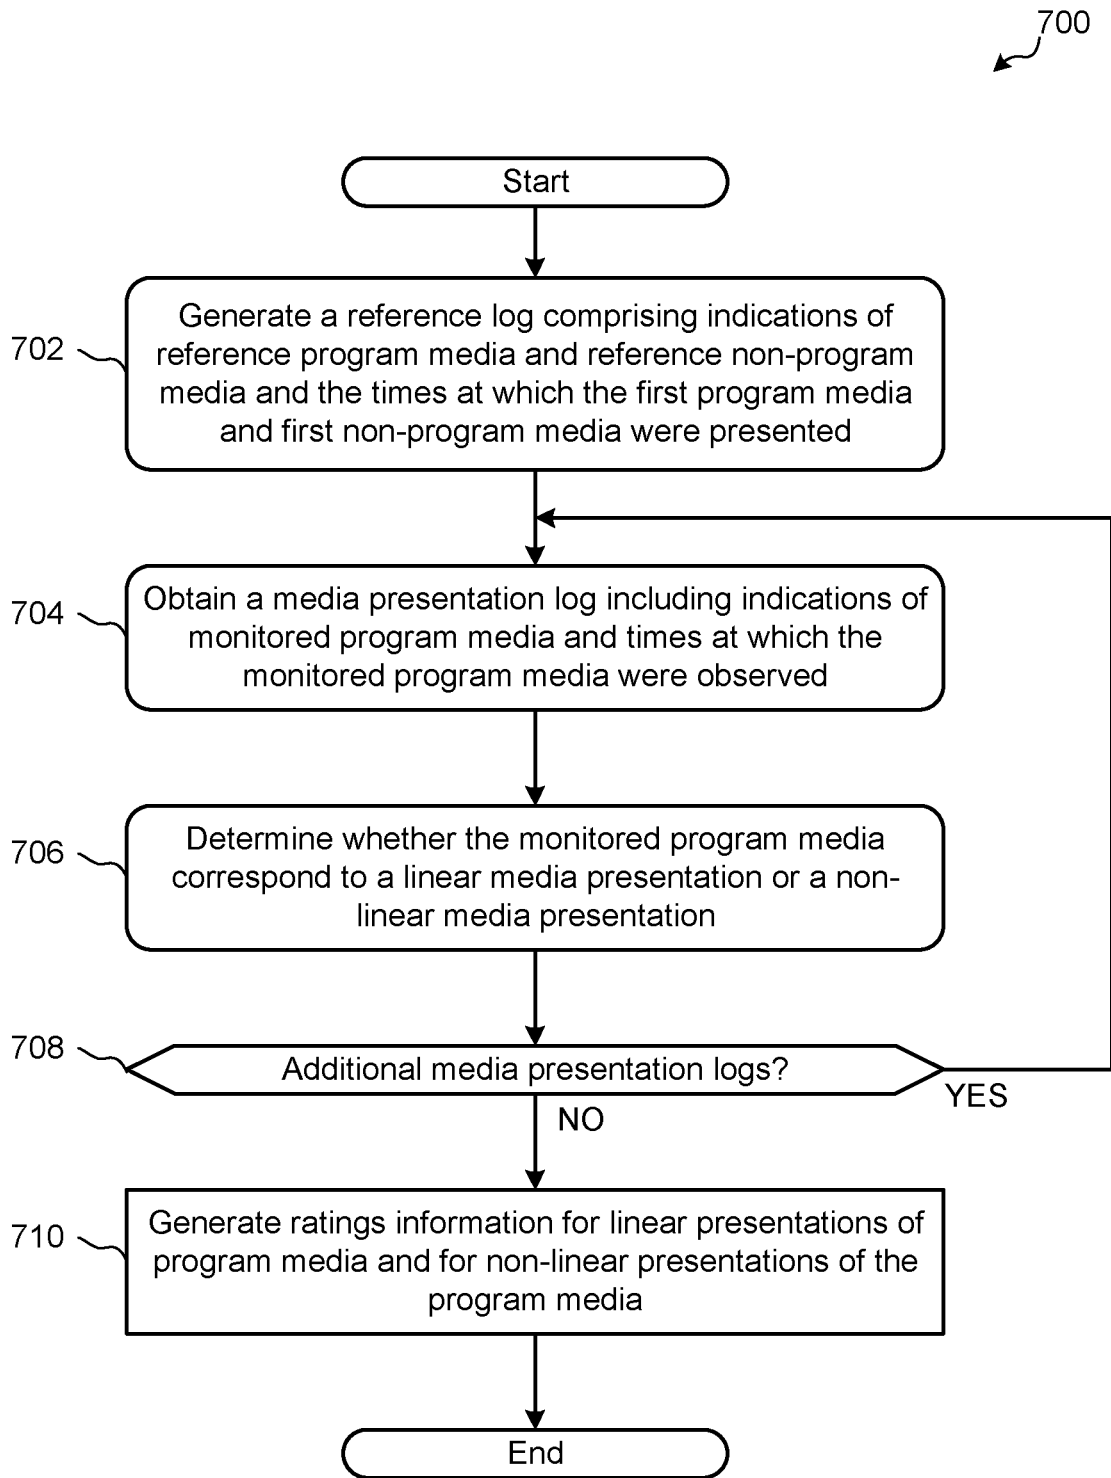 700
Start
702
Generate a reference log comprising indications of
reference program media and reference non-program
media and the times at which the first program media
and first non-program media were presented
704
Obtain a media presentation log including indications of
monitored program media and times at which the
monitored program media were observed
706
Determine whether the monitored program media
correspond to a linear media presentation or a non-
linear media presentation
708
Additional media presentation logs?
YES
NO
710
Generate ratings information for linear presentations of
program media and for non-linear presentations of the
program media
End